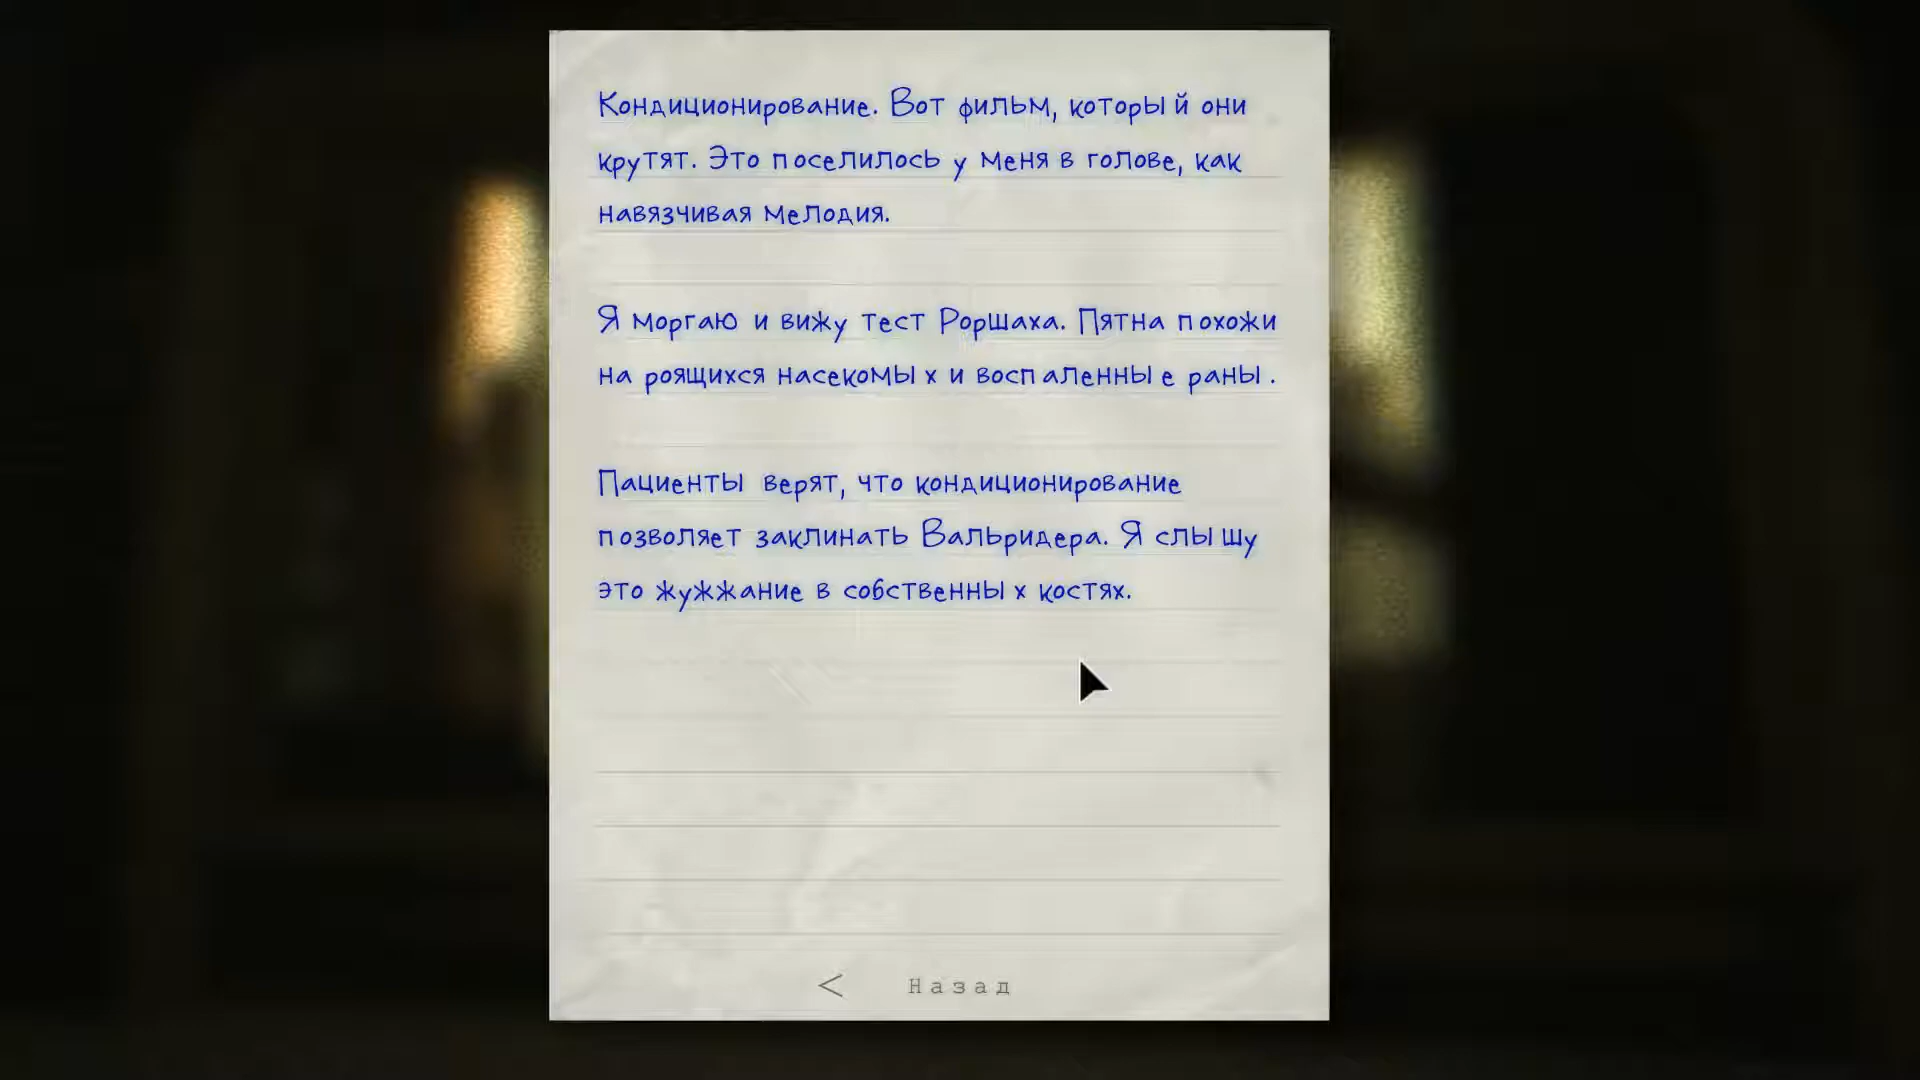 Кондиционирование. Вот фильм, который они
крутят. Это поселилось у меня в голове, как
навязчивая мелодия.
Я моргаю и вижу тест Роршаха. Пятна похожи
на роящихся насекомых и воспаленные раны.
Пациенты верят, что кондиционирование
позволяет заклинать Вальридера. Я слышу
это жужжание в собственных костях.
< Назад